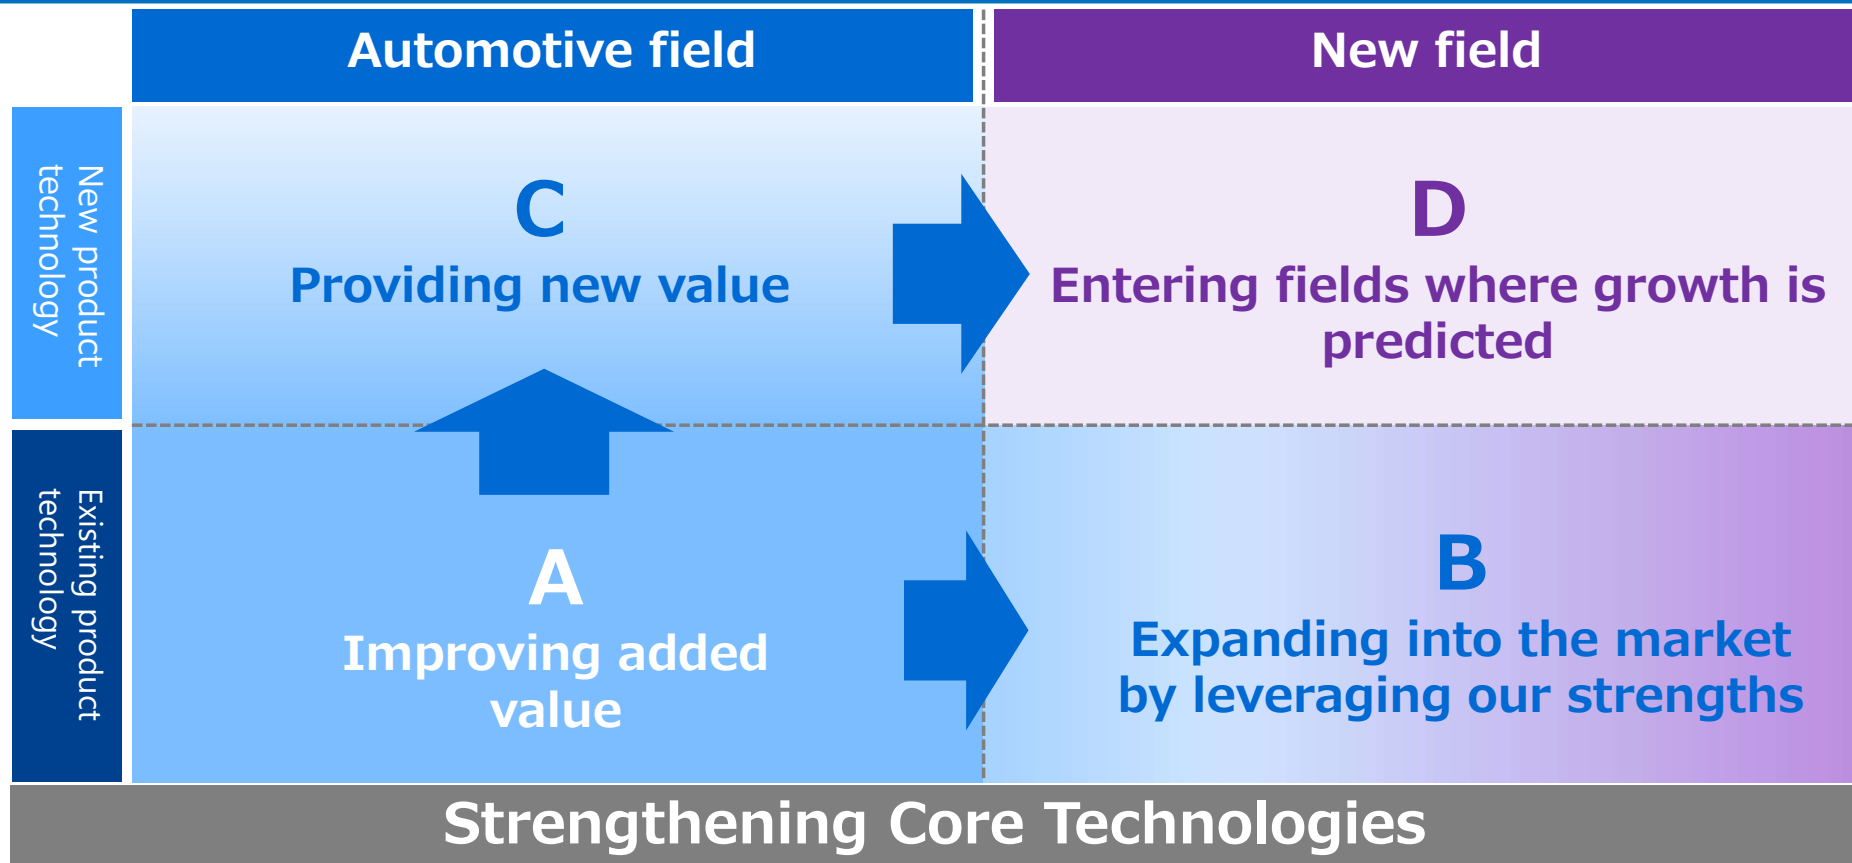 Automotive field
New field
New product
technology
C
Providing new value
D
Entering fields where growth is
predicted
Existing product
technology
A
Improving added
value
B
Expanding into the market
by leveraging our strengths
Strengthening Core Technologies